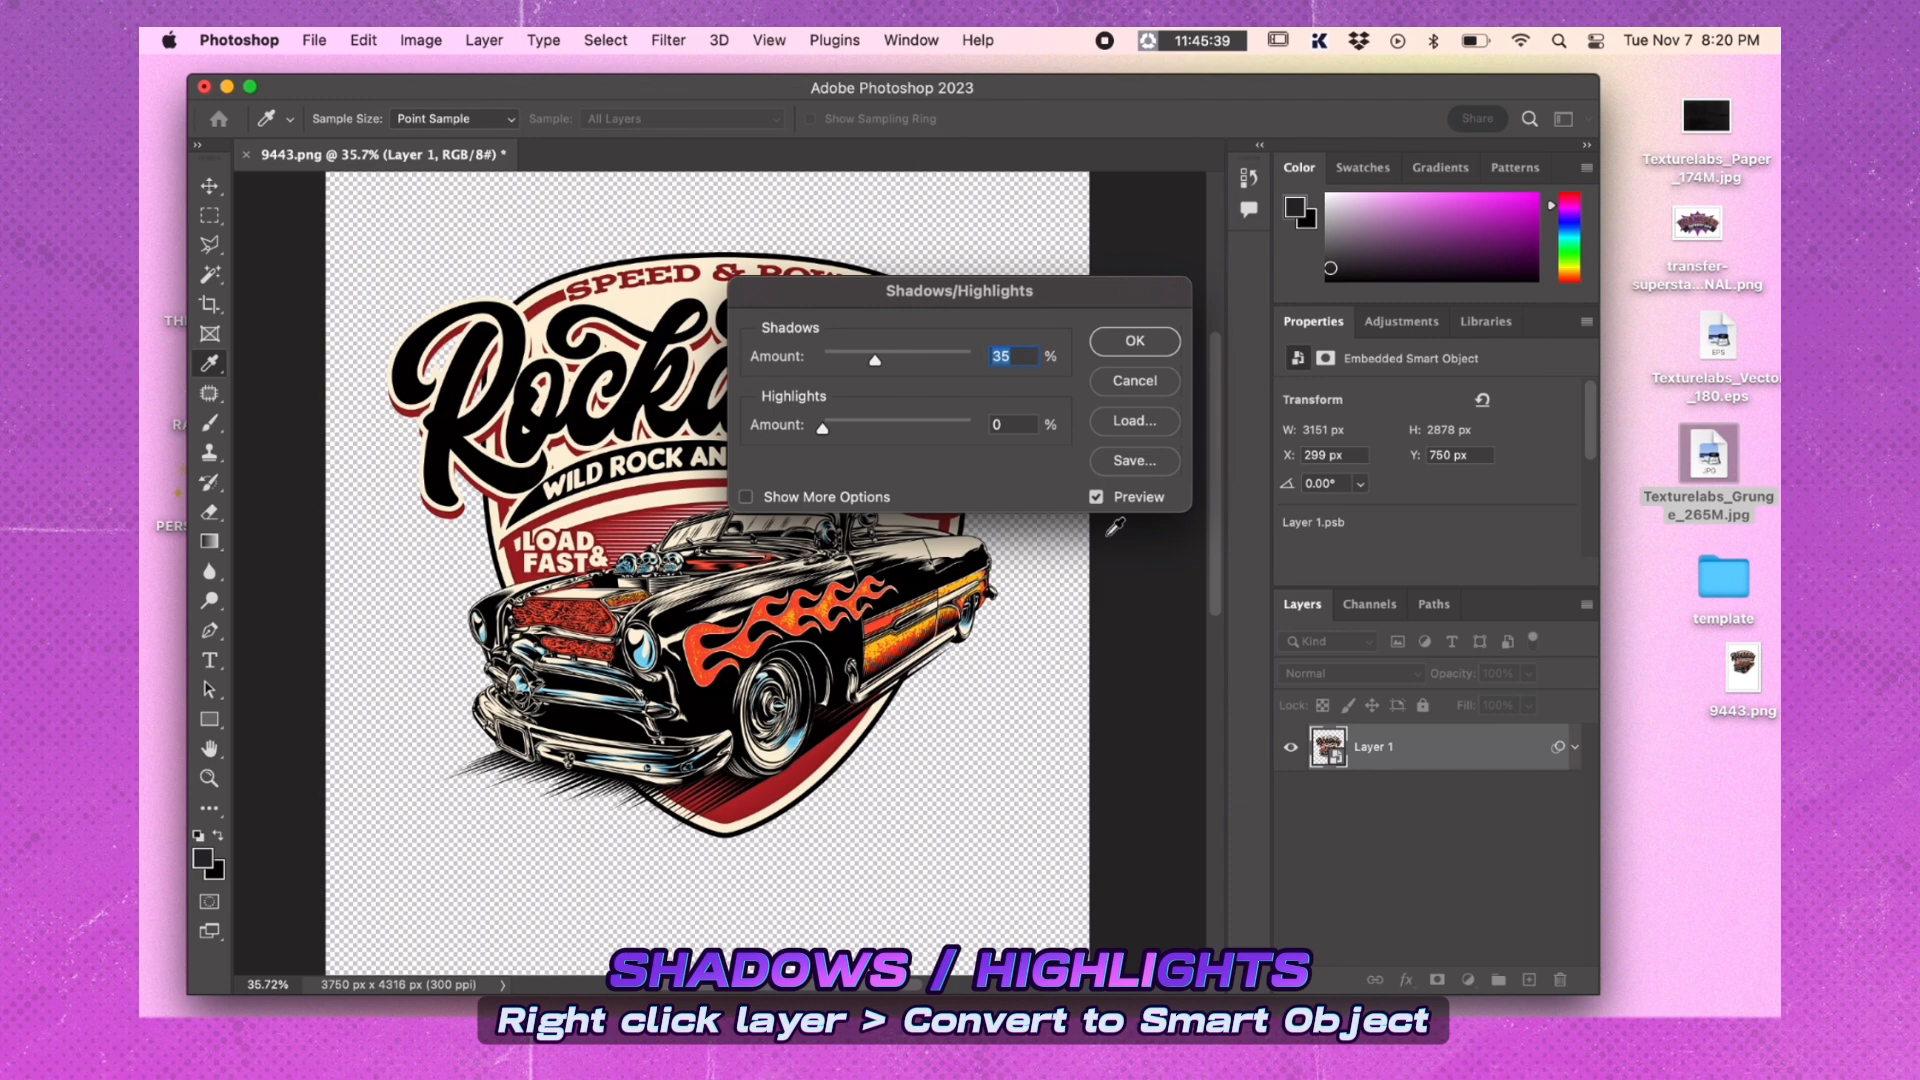 Photoshop File Edit Image Layer Type Select Filter 3D View Plugins Window Help 11:45:39 Tue Nov 7 8:20 PM
Adobe Photoshop 2023
Sample Size: Point Sample Sample: All Layers Show Sampling Ring Share
9443.png @ 35.7% (Layer 1, RGB/8#) *
SPEED &
Rocka
WILD ROCK AN
LOAD
FAST&
Shadows/Highlights
Shadows
Amount: 35 %
Highlights
Amount: 0 %
Show More Options
OK
Cancel
Load...
Save...
Preview
Color Swatches Gradients Patterns
Properties Adjustments Libraries
Embedded Smart Object
Transform
W: 3151 px H: 2878 px
X: 299 px Y: 750 px
0.00°
Layer 1.psb
Layers Channels Paths
Kind
Normal Opacity: 100%
Lock: Fill: 100%
Layer 1
Texturelabs_Paper
_174M.jpg
transfer-
supersta...NAL.png
EPS
Texturelabs_Vecto
_180.eps
JPG
Texturelabs_Grung
e_265M.jpg
template
9443.png
TH
RA
PER
35.72% 3750 px x 4316 px (300 ppi)
SHADOWS / HIGHLIGHTS
Right click layer > Convert to Smart Object